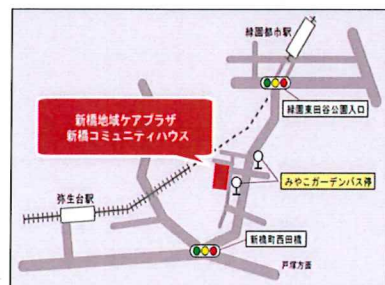 緑園都市駅
緑園東田谷公園入口
新橋地域ケアプラザ
新橋コミュニティハウス
みやこガーデンバス停
弥生台駅
新橋町西田橋
戸塚方面